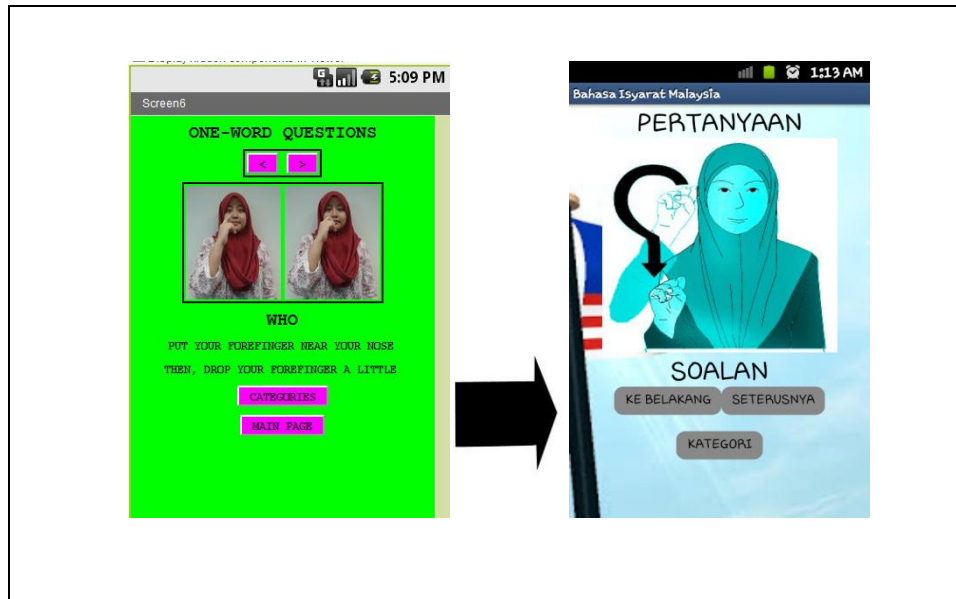 5:09 PM
Screen6
ONE-WORD QUESTIONS
< >
WHO
PUT YOUR FOREFINGER NEAR YOUR NOSE
THEN, DROP YOUR FOREFINGER A LITTLE
CATEGORIES
MAIN PAGE
1:13 AM
Bahasa Isyarat Malaysia
PERTANYAAN
SOALAN
KE BELAKANG SETERUSNYA
KATEGORI